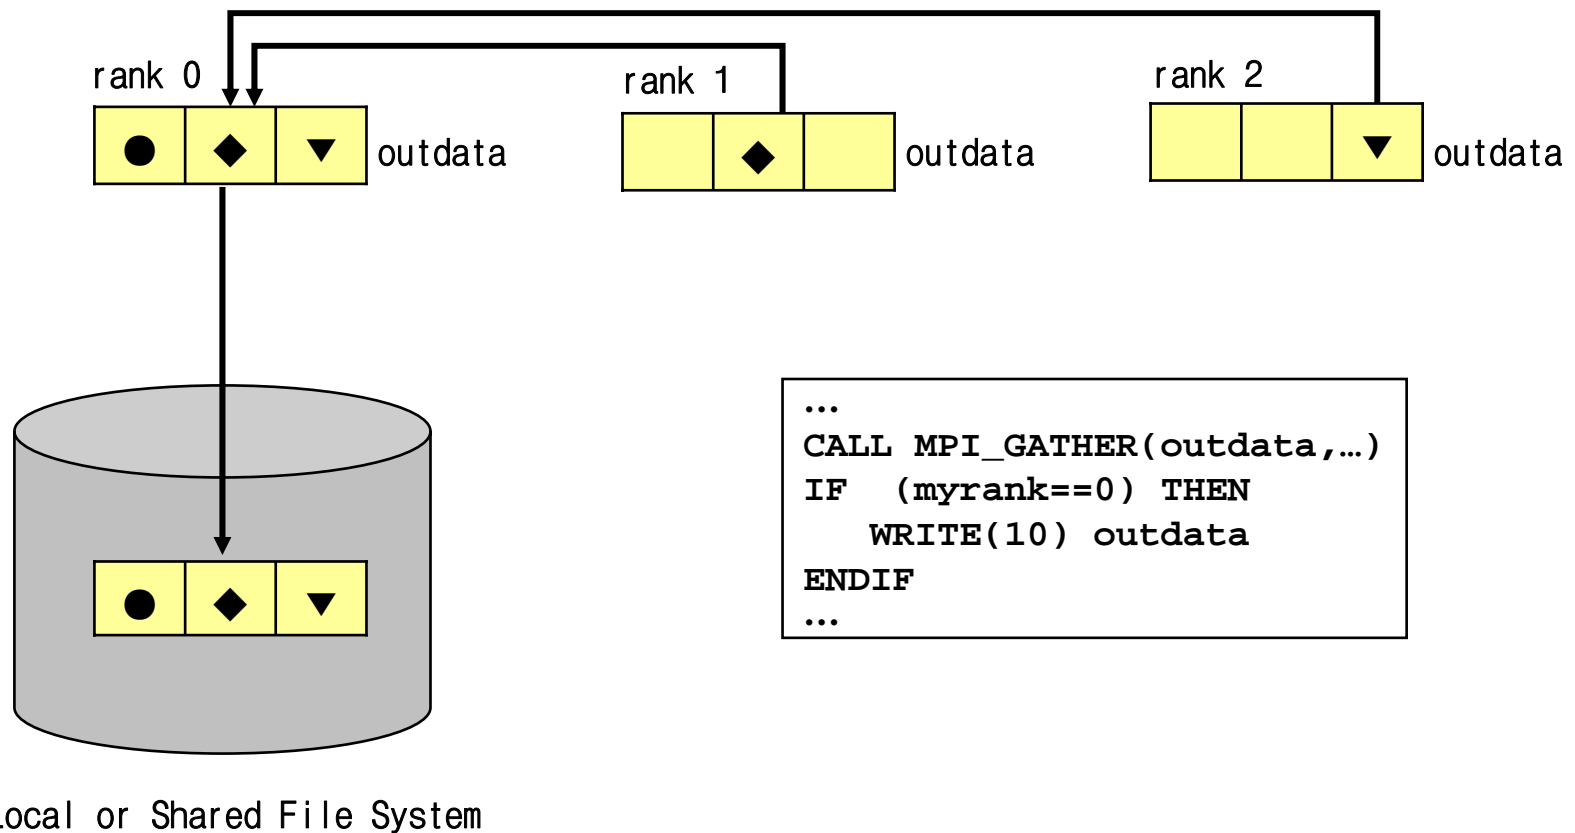 rank 0
rank 1
rank 2
outdata
outdata
outdata
…
CALL MPI_GATHER(outdata,…)
IF  (myrank==0) THEN
   WRITE(10) outdata
ENDIF
…
Local or Shared File System